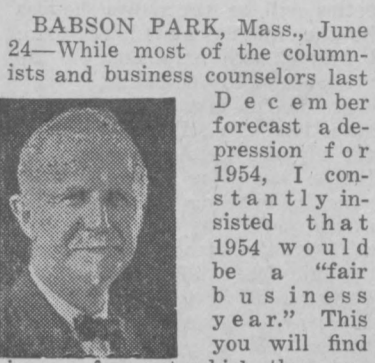 BABSON PARK, Mass., June
24—While most of the column-
ists and business counselors last
December
forecast a de-
pression for
1954, I con-
stantly in-
sisted that
1954 would
be a "fair
business
year." This
you will find